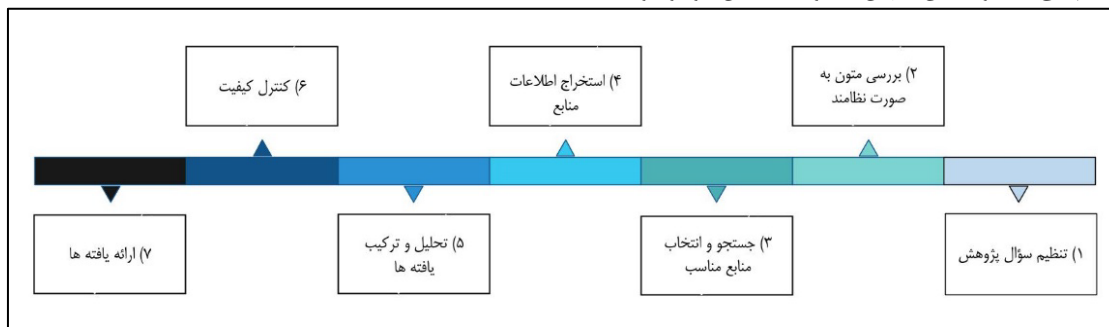 ۱) تنظیم سؤال پژوهش
۲) بررسی متون به
صورت نظامند
۳) جستجو و انتخاب
منابع مناسب
۴) استخراج اطلاعات
منابع
۵) تحلیل و ترکیب
یافته ها
۶) کنترل کیفیت
۷) ارائه یافته ها